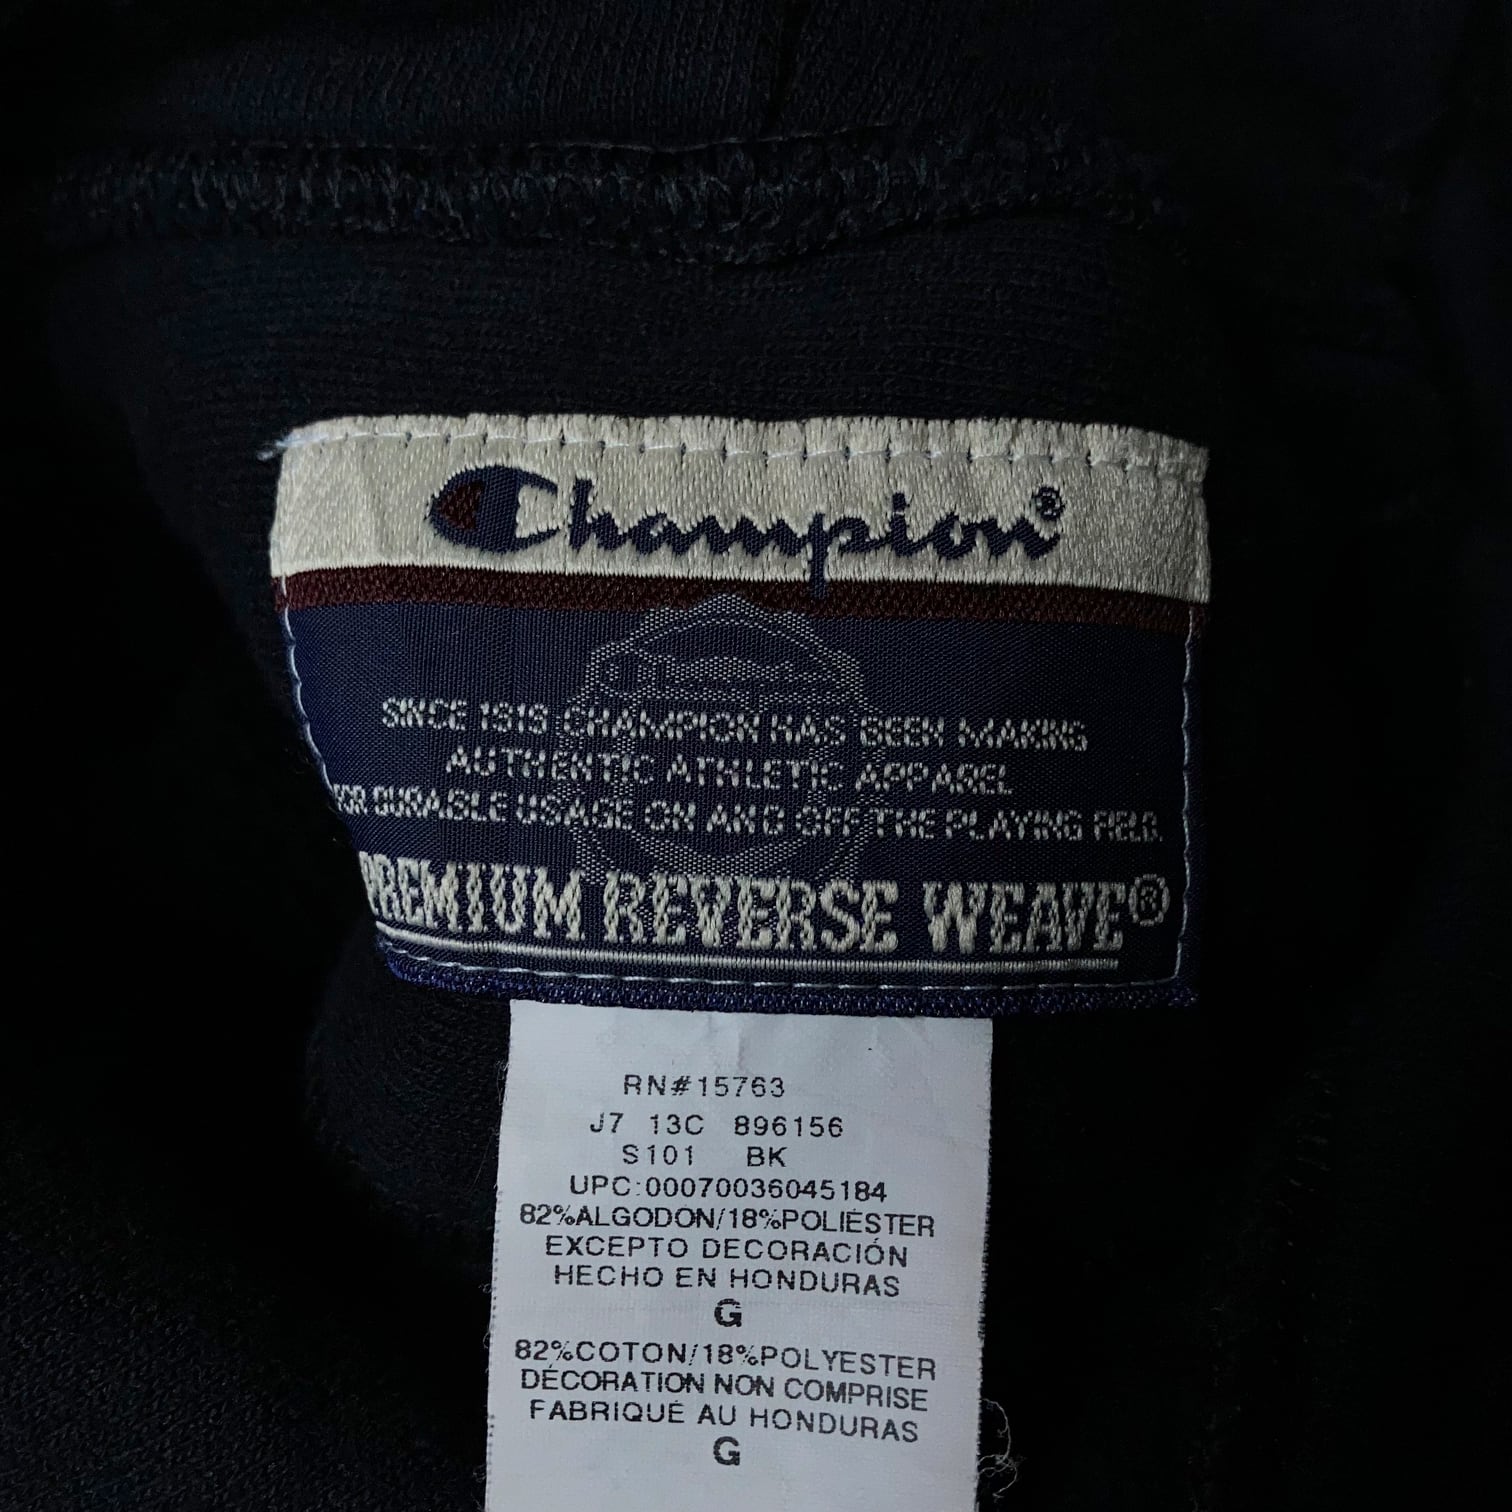 Champion®
SINCE 1919 CHAMPION HAS BEEN MAKING
AUTHENTIC ATHLETIC APPAREL
FOR DURABLE USAGE ON AND OFF THE PLAYING FIELD.
PREMIUM REVERSE WEAVE®
RN#15763
J7 13C 896156
S101 BK
UPC:00070036045184
82%ALGODON/18%POLIÉSTER
EXCEPTO DECORACIÓN
HECHO EN HONDURAS
G
82%COTON/18%POLYESTER
DÉCORATION NON COMPRISE
FABRIQUÉ AU HONDURAS
G